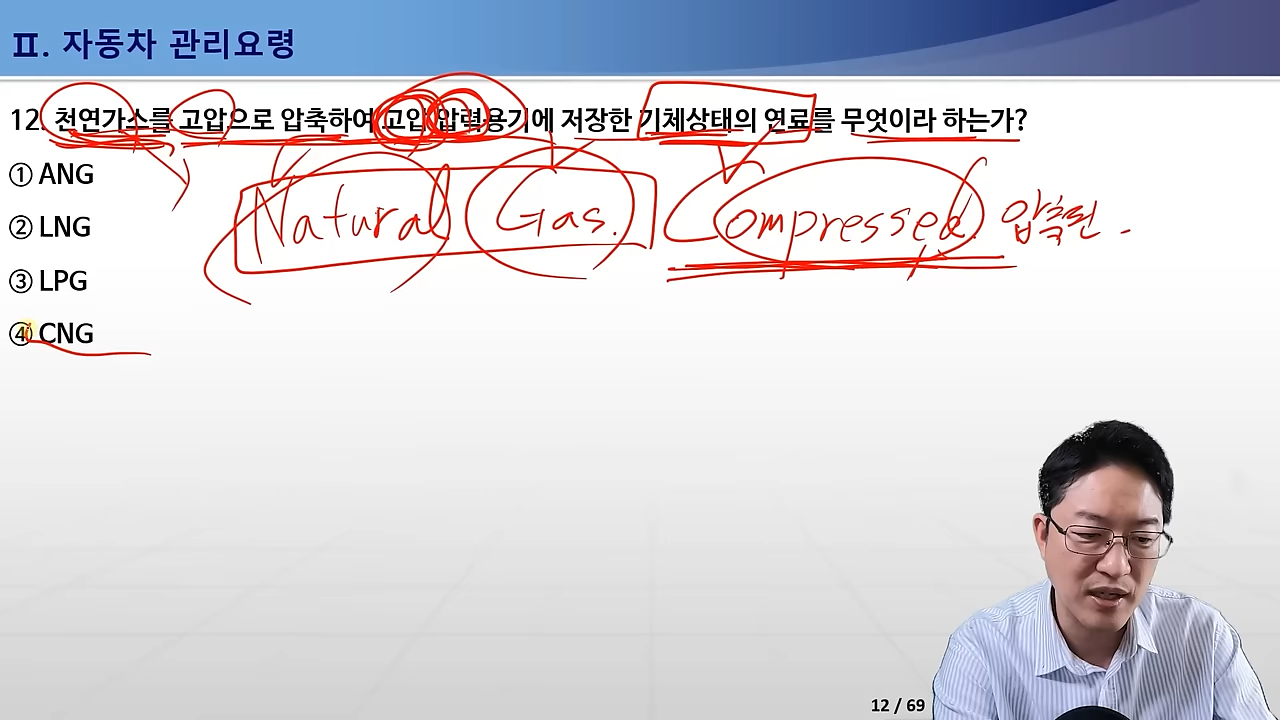 Ⅱ. 자동차 관리요령
12. 천연가스를 고압으로 압축하여 고압 압력용기에 저장한 기체상태의 연료를 무엇이라 하는가?
① ANG
Natural Gas. Compressed 압축된.
② LNG
③ LPG
④ CNG
12 / 69